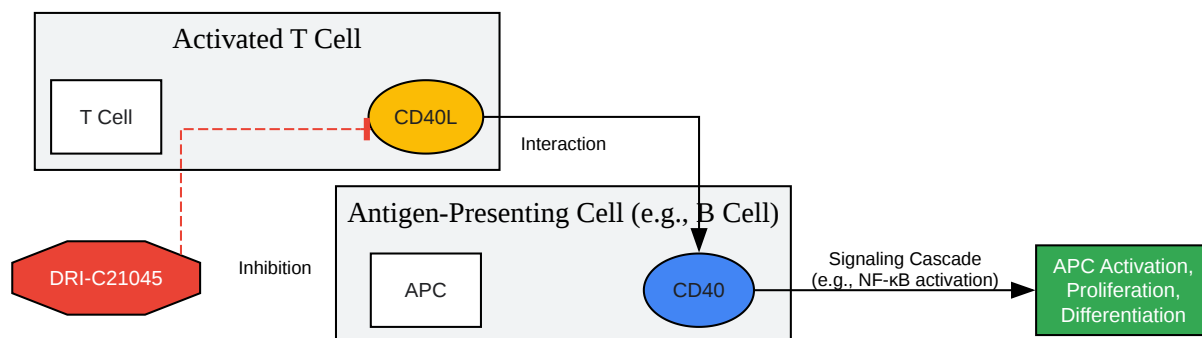 Activated T Cell
T Cell
CD40L
Interaction
Antigen-Presenting Cell (e.g., B Cell)
DRI-C21045
Inhibition
APC
CD40
Signaling Cascade
(e.g., NF-κB activation)
APC Activation,
Proliferation,
Differentiation